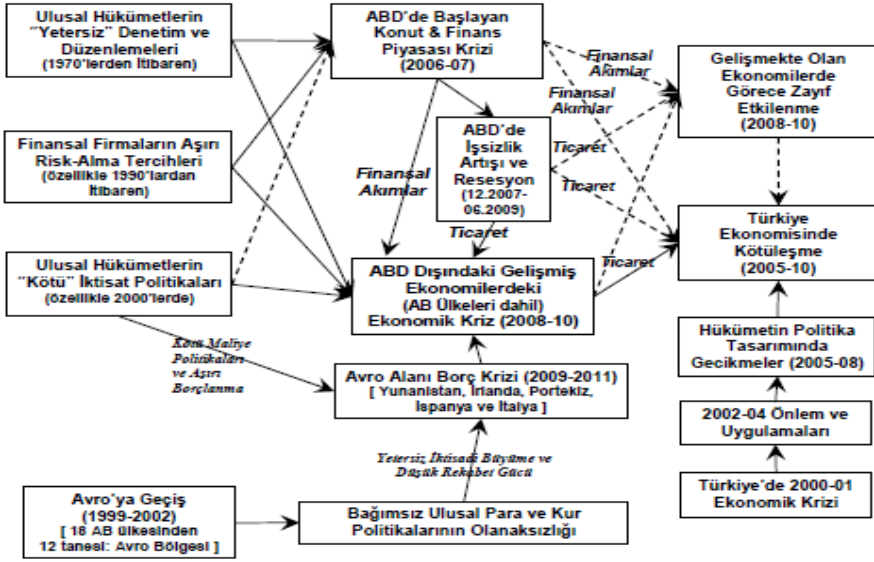 Ulusal Hükümetlerin
"Yetersiz" Denetim ve
Düzenlemeleri
(1970'lerden İtibaren)
ABD'de Başlayan
Konut & Finans
Piyasası Krizi
(2006-07)
Finansal
Akımlar
Finansal
Akımlar
Gelişmekte Olan
Ekonomilerde
Görece Zayıf
Etkilenme
(2008-10)
Finansal Firmaların Aşırı
Risk-Alma Tercihleri
(özellikle 1990'lardan
İtibaren)
Finansal
Akımlar
ABD'de
İşsizlik
Artışı ve
Resesyon
(12.2007-
06.2009)
Ticaret
Ticaret
Ticaret
Türkiye
Ekonomisinde
Kötüleşme
(2005-10)
Ulusal Hükümetlerin
"Kötü" İktisat Politikaları
(özellikle 2000'lerde)
ABD Dışındaki Gelişmiş
Ekonomilerdeki
(AB Ülkeleri dahil)
Ekonomik Kriz (2008-10)
Ticaret
Kötü Maliye
Politikaları
ve Aşırı
Borçlanma
Avro Alanı Borç Krizi (2009-2011)
[ Yunanistan, İrlanda, Portekiz,
İspanya ve İtalya ]
Hükümetin Politika
Tasarımında
Gecikmeler (2005-08)
2002-04 Önlem ve
Uygulamaları
Yetersiz İktisadi Büyüme ve
Düşük Rekabet Gücü
Türkiye'de 2000-01
Ekonomik Krizi
Avro'ya Geçiş
(1999-2002)
[ 18 AB ülkesinden
12 tanesi: Avro Bölgesi ]
Bağımsız Ulusal Para ve Kur
Politikalarının Olanaksızlığı